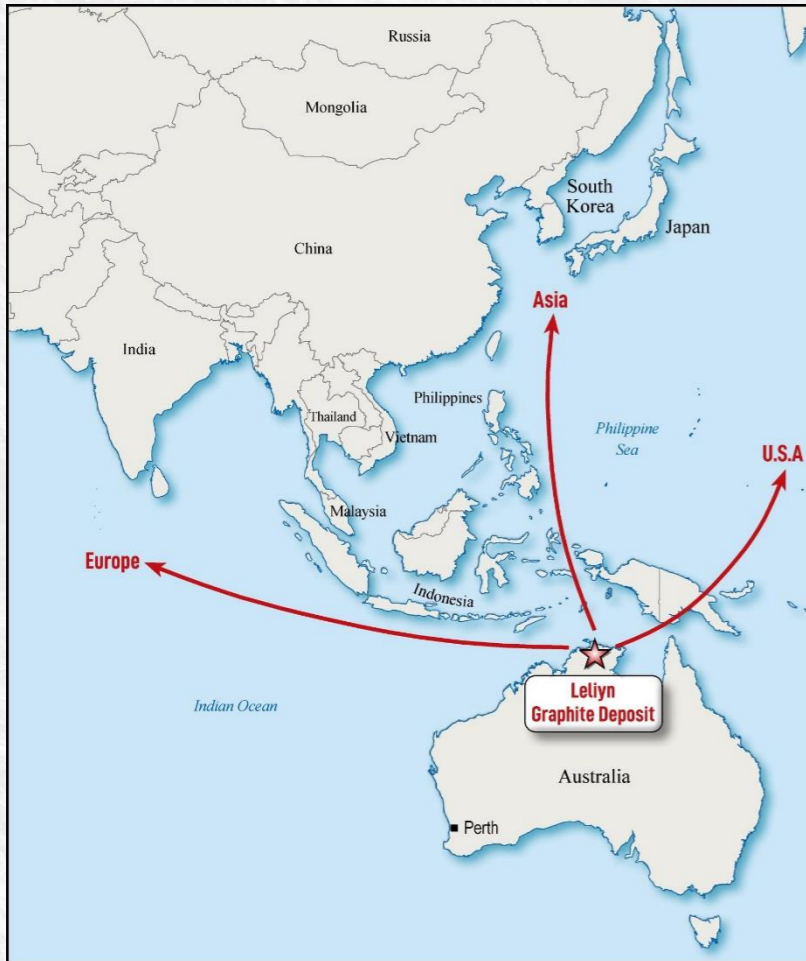 Russia
Mongolia
South
Korea
Japan
China
Asia
India
Philippines
Thailand
Vietnam
Philippine
Sea
U.S.A
Malaysia
Europe
Indonesia
Leliyn
Graphite Deposit
Indian Ocean
Australia
Perth